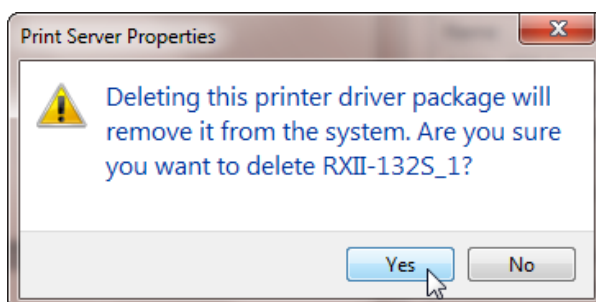 Print Server Properties
Deleting this printer driver package will
remove it from the system. Are you sure
you want to delete RXII-132S_1?
Yes
No